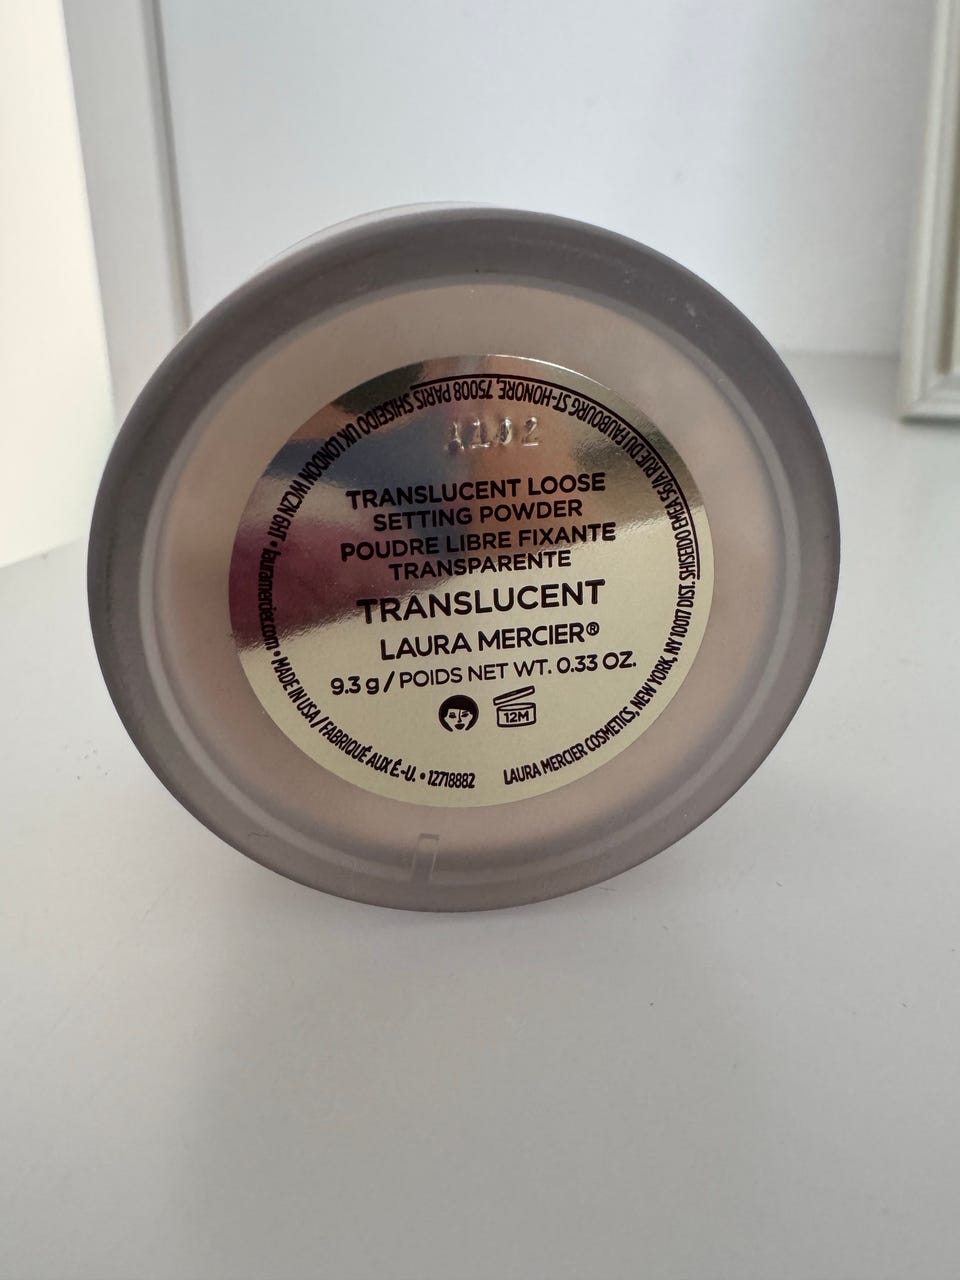 1102
TRANSLUCENT LOOSE
SETTING POWDER
POUDRE LIBRE FIXANTE
TRANSPARENTE
TRANSLUCENT
LAURA MERCIER®
9.3 g / POIDS NET WT. 0.33 OZ.
12M
LAURA MERCIER COSMETICS, NEW YORK, NY 10017 DIST. SHISEIDO EMEA 56/A RUE DU FAUBOURG ST-HONORE, 75008 PARIS SHISEIDO UK LONDON WC2N 6HT • lauramercier.com • MADE IN USA / FABRIQUÉ AUX É.-U. • 12718882